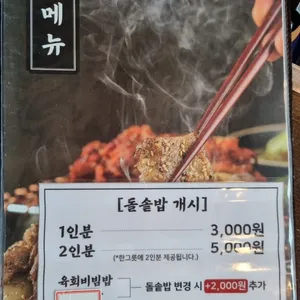 메뉴
[돌솥밥 개시]
1인분 3,000원
2인분 5,000원
(*한그릇에 2인분 제공됩니다.)
육회비빔밥 돌솥밥 변경 시 +2,000원 추가